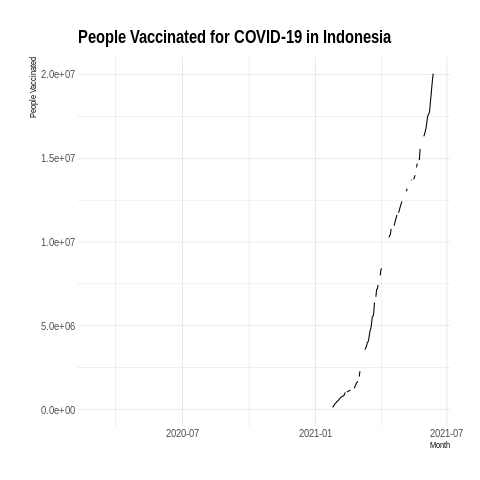 People Vaccinated for COVID-19 in Indonesia
People Vaccinated
2.0e+07
1.5e+07
1.0e+07
5.0e+06
0.0e+00
2020-07
2021-01
2021-07
Month